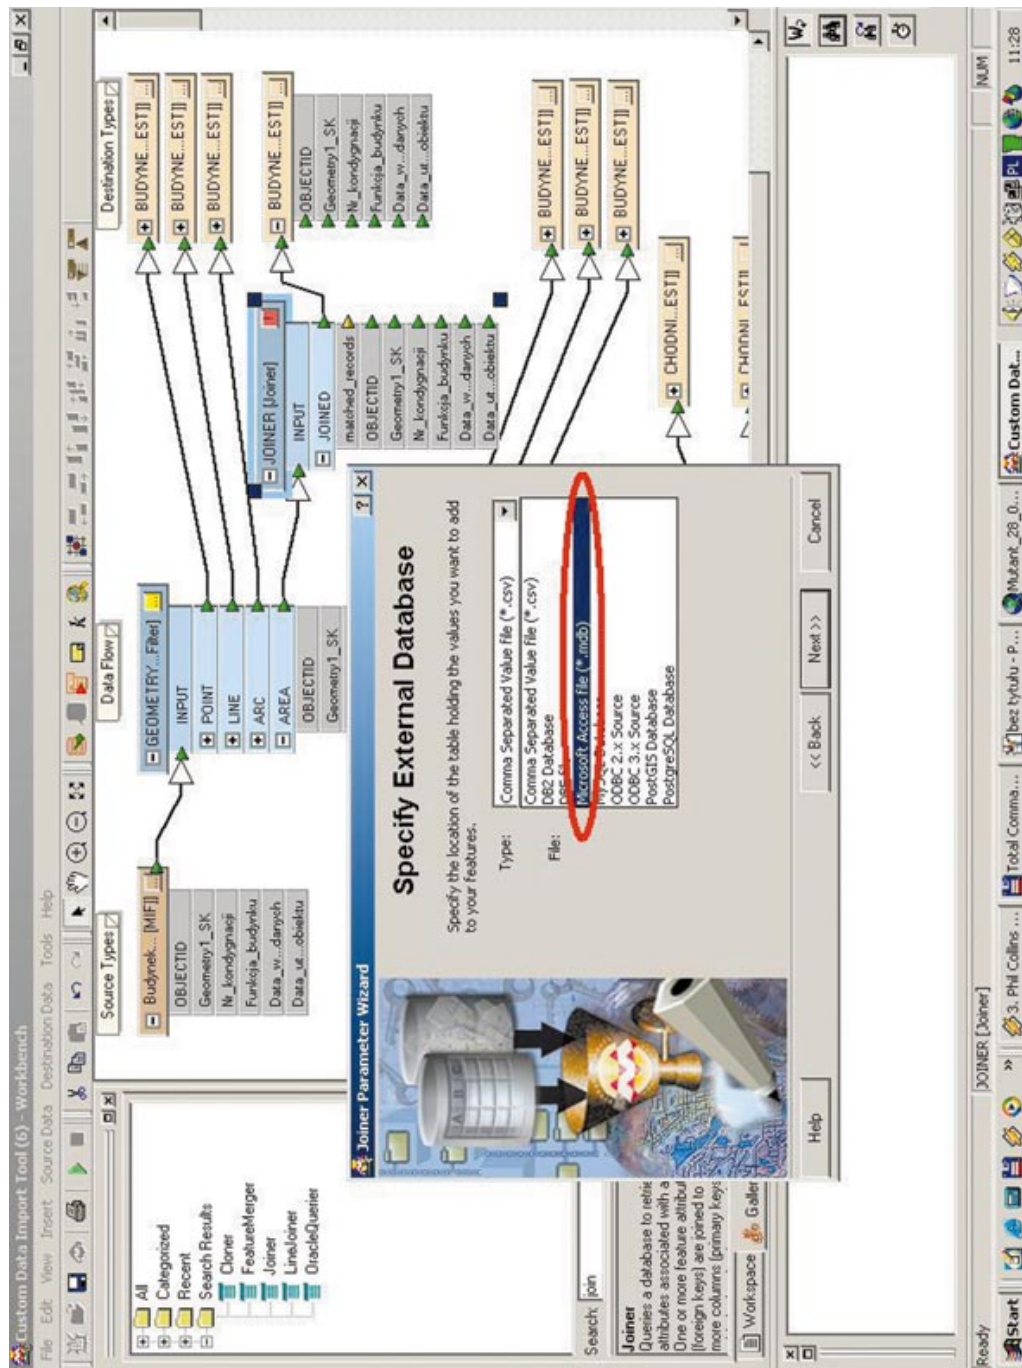 Custom Data Import Tool (6) - Workbench
File Edit View Insert Source Data Destination Data Tools Help
All
Categorized
Recent
Search Results
Cloner
FeatureMerger
Joiner
LineJoiner
OracleQuerier
Search: join
Joiner
Queries a database to retrie
attributes associated with a
One or more feature attribut
(foreign keys) are joined to
more columns (primary keys
Workspace Galler
Source Types
Budynek... [MIF]]
OBJECTID
Geometry1_SK
Nr_kondygnacji
Funkcja_budynku
Data_w...danych
Data_ut...obiektu
Data Flow
GEOMETRY...Filter]
INPUT
POINT
LINE
ARC
AREA
OBJECTID
Geometry1_SK
JOINER [Joiner]
INPUT
JOINED
matched_records
OBJECTID
Geometry1_SK
Nr_kondygnacji
Funkcja_budynku
Data_w...danych
Data_ut...obiektu
Destination Types
BUDYNE...EST]]
BUDYNE...EST]]
BUDYNE...EST]]
BUDYNE...EST]]
OBJECTID
Geometry1_SK
Nr_kondygnacji
Funkcja_budynku
Data_w...danych
Data_ut...obiektu
BUDYNE...EST]]
BUDYNE...EST]]
BUDYNE...EST]]
CHODNI...EST]]
CHODNI...EST]]
Joiner Parameter Wizard
Specify External Database
Specify the location of the table holding the values you want to add
to your features.
Type: Comma Separated Value file (*.csv)
Comma Separated Value file (*.csv)
DB2 Database
File:
Microsoft Access file (*.mdb)
MySQL Database
ODBC 2.x Source
ODBC 3.x Source
PostGIS Database
PostgreSQL Database
Help << Back Next >> Cancel
Ready JOINER [Joiner] NUM
Start » 3. Phil Collins ... Total Comma... bez tytułu - P... Mutant_28_0... Custom Dat... PL 11:28